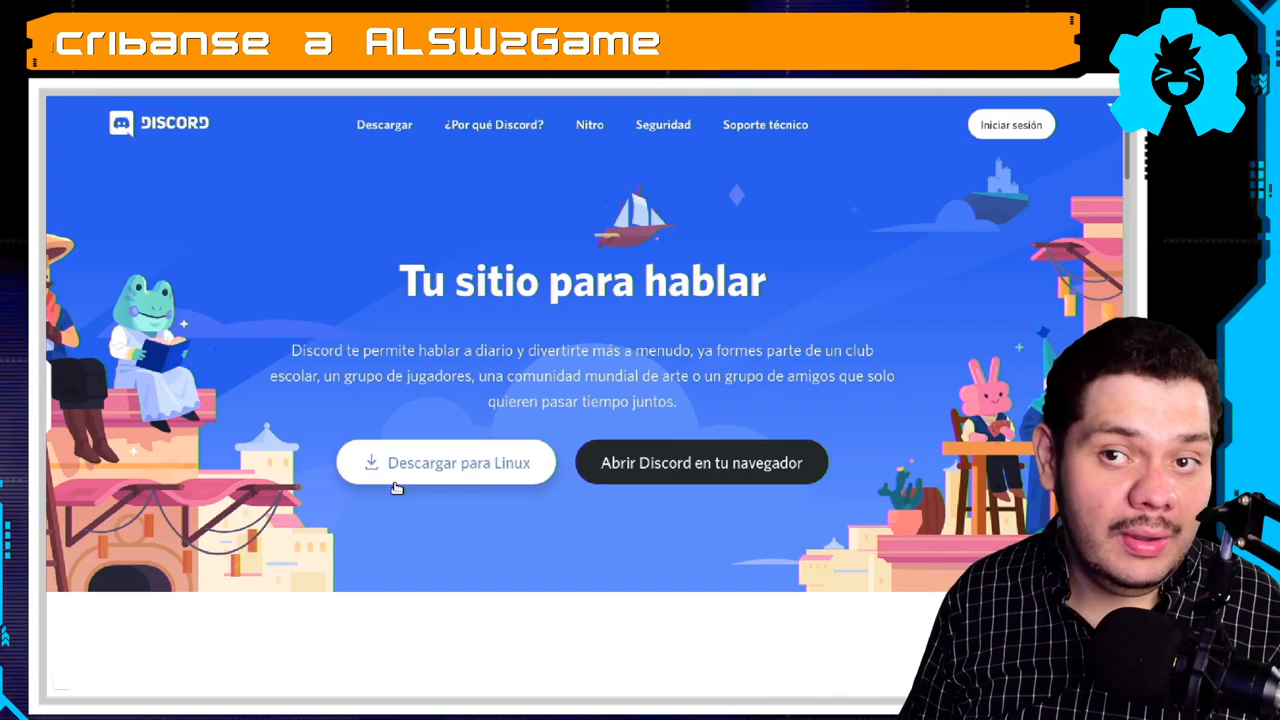 cribanse a ALSW2Game
DISCORD
Descargar
¿Por qué Discord?
Nitro
Seguridad
Soporte técnico
Iniciar sesión
Tu sitio para hablar
Discord te permite hablar a diario y divertirte más a menudo, ya formes parte de un club
escolar, un grupo de jugadores, una comunidad mundial de arte o un grupo de amigos que solo
quieren pasar tiempo juntos.
Descargar para Linux
Abrir Discord en tu navegador